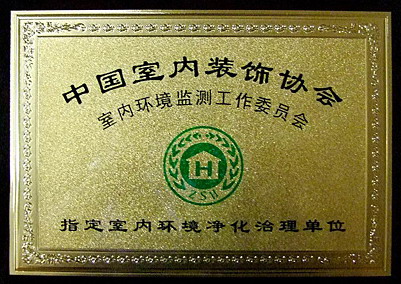 中国室内装饰协会
室内环境监测工作委员会
H
指定室内环境净化治理单位